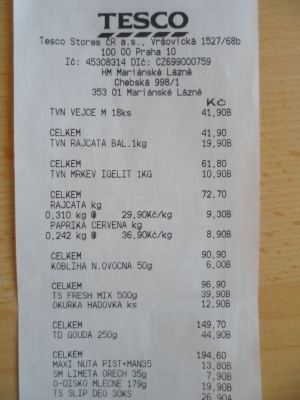 TESCO
Tesco Stores ČR a.s., Vršovická 1527/68b
100 00 Praha 10
Ič: 45308314 DIč: CZ699000759
HM Mariánské Lázně
Chebská 998/1
353 01 Mariánské Lázně
Kč
TVN VEJCE M 18ks 41,90B
CELKEM 41,90
TVN RAJCATA BAL.1kg 19,90B
CELKEM 61,80
TVN MRKEV IGELIT 1KG 10,90B
CELKEM 72,70
RAJCATA kg
0,310 kg @ 29,90Kč/kg 9,30B
PAPRIKA CERVENA kg
0,242 kg @ 36,90Kč/kg 8,90B
CELKEM 90,90
KOBLIHA N.OVOCNA 50g 6,00B
CELKEM 96,90
TS FRESH MIX 500g 39,90B
OKURKA HADOVKA ks 12,90B
CELKEM 149,70
TD GOUDA 250g 44,90B
CELKEM 194,60
MAXI NUTA PIST+MAN35 13,80B
SM LIMETA ORECH 35g 7,90B
O-DISKO MLECNE 179g 19,90B
TS SLIP DEO 30KS 26,90A